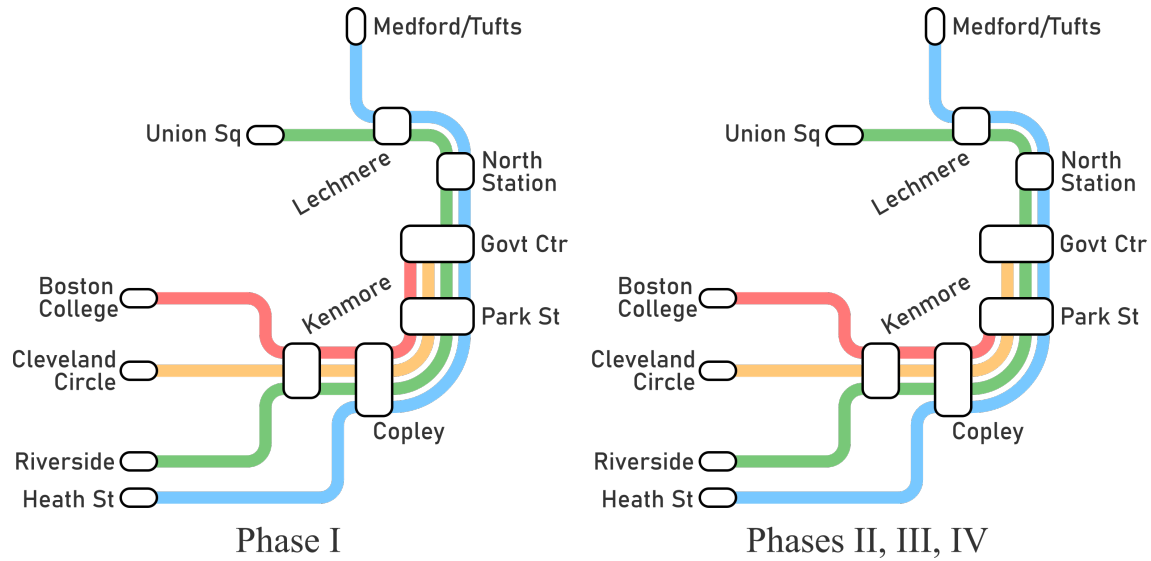 Medford/Tufts
Union Sq
Lechmere
North
Station
Govt Ctr
Boston
College
Kenmore
Park St
Cleveland
Circle
Copley
Riverside
Heath St
Phase I
Medford/Tufts
Union Sq
Lechmere
North
Station
Govt Ctr
Boston
College
Kenmore
Park St
Cleveland
Circle
Copley
Riverside
Heath St
Phases II, III, IV